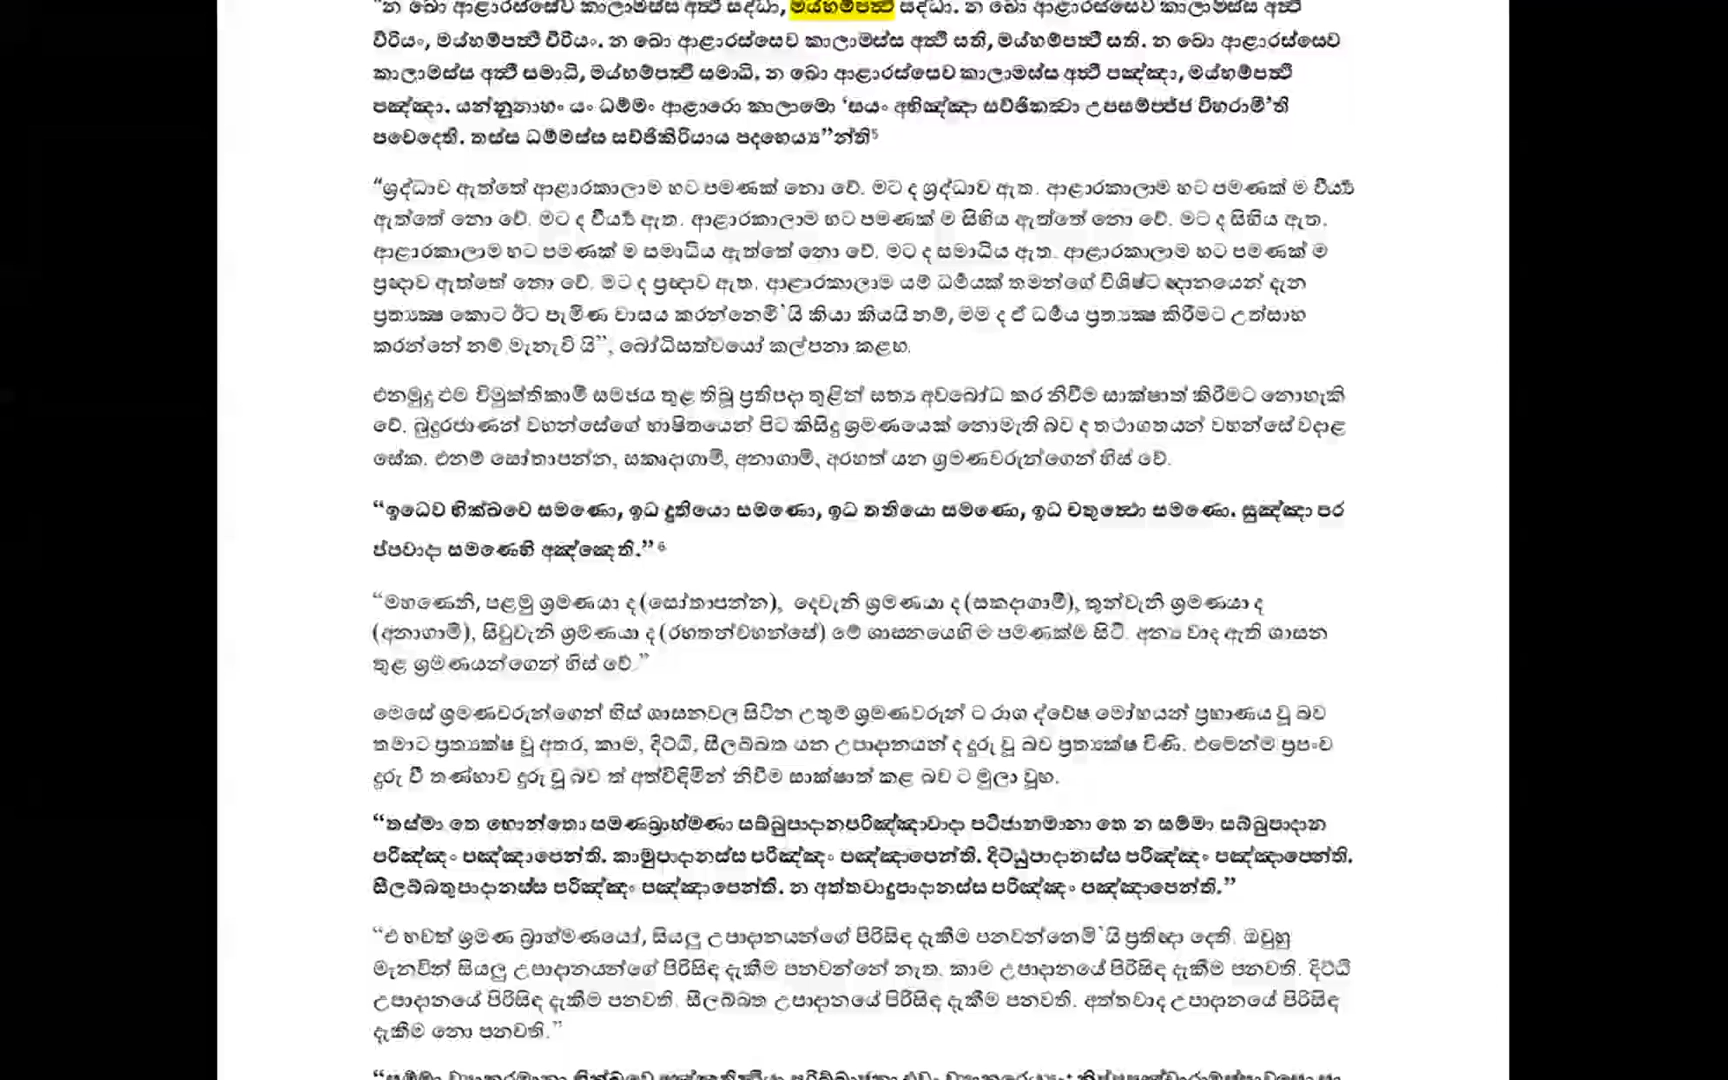 “න ඛො ආළාරස්සෙව කාලාමස්ස අත්‍ථි සද්ධා, මය්හම්පත්‍ථි සද්ධා. න ඛො ආළාරස්සෙව කාලාමස්ස අත්‍ථි
වීරියං, මය්හම්පත්‍ථි වීරියං. න ඛො ආළාරස්සෙව කාලාමස්ස අත්‍ථි සති, මය්හම්පත්‍ථි සති. න ඛො ආළාරස්සෙව
කාලාමස්ස අත්‍ථි සමාධි, මය්හම්පත්‍ථි සමාධි. න ඛො ආළාරස්සෙව කාලාමස්ස අත්‍ථි පඤ්ඤා, මය්හම්පත්‍ථි
පඤ්ඤා. යන්නූනාහං යං ධම්මං ආළාරො කාලාමො ‘සයං අභිඤ්ඤා සච්ඡිකත්‍වා උපසම්පජ්ජ විහරාමී’ති
පවෙදෙති. තස්ස ධම්මස්ස සච්ඡිකිරියාය පදහෙය්‍ය”න්ති⁵
“ශ්‍රද්ධාව ඇත්තේ ආළාරකාලාම හට පමණක් නො වේ. මට ද ශ්‍රද්ධාව ඇත. ආළාරකාලාම හට පමණක් ම වීර්‍ය්‍ය
ඇත්තේ නො වේ. මට ද වීර්‍ය්‍ය ඇත. ආළාරකාලාම හට පමණක් ම සිහිය ඇත්තේ නො වේ. මට ද සිහිය ඇත.
ආළාරකාලාම හට පමණක් ම සමාධිය ඇත්තේ නො වේ. මට ද සමාධිය ඇත. ආළාරකාලාම හට පමණක් ම
ප්‍රඥාව ඇත්තේ නො වේ. මට ද ප්‍රඥාව ඇත. ආළාරකාලාම යම් ධර්‍මයක් තමන්ගේ විශිෂ්ට ඥානයෙන් දැන
ප්‍රත්‍යක්‍ෂ කොට ඊට පැමිණ වාසය කරන්නෙමි`යි කියා කියයි නම්, මම ද ඒ ධර්‍මය ප්‍රත්‍යක්‍ෂ කිරීමට උත්සාහ
කරන්නේ නම් මැනැවි යි”, බෝධිසත්වයෝ කල්පනා කළහ.
එනමුදු එම විමුක්තිකාමී සමජය තුළ තිබූ ප්‍රතිපදා තුළින් සත්‍ය අවබෝධ කර නිවීම සාක්ෂාත් කිරීමට නොහැකි
වේ. බුදුරජාණන් වහන්සේගේ භාෂිතයෙන් පිට කිසිදු ශ්‍රමණයෙක් නොමැති බව ද තථාගතයන් වහන්සේ වදාළ
සේක. එනම් සෝතාපන්න, සකෘදාගාමී, අනාගාමි, අරහත් යන ශ්‍රමණවරුන්ගෙන් හිස් වේ.
“ඉධෙව භික්ඛවෙ සමණො, ඉධ දුතියො සමණො, ඉධ තතියො සමණො, ඉධ චතුත්‍ථො සමණො. සුඤ්ඤා පර
ප්පවාදා සමණෙහි අඤ්ඤෙති.”⁶
“මහණෙනි, පළමු ශ්‍රමණයා ද (සෝතාපන්න), දෙවැනි ශ්‍රමණයා ද (සකදාගාමී), තුන්වැනි ශ්‍රමණයා ද
(අනාගාමි), සිවුවැනි ශ්‍රමණයා ද (රහතන්වහන්සේ) මේ ශාසනයෙහි ම පමණක්ම සිටී. අන්‍ය වාද ඇති ශාසන
තුළ ශ්‍රමණයන්ගෙන් හිස් වේ.”
මෙසේ ශ්‍රමණවරුන්ගෙන් හිස් ශාසනවල සිටින උතුම් ශ්‍රමණවරුන් ට රාග ද්වේෂ මෝහයන් ප්‍රහාණය වූ බව
තමාට ප්‍රත්‍යක්ෂ වූ අතර, කාම, දිට්ඨි, සීලබ්බත යන උපාදානයන් ද දුරු වූ බව ප්‍රත්‍යක්ෂ විණි. එමෙන්ම ප්‍රපංච
දුරු වී තණ්හාව දුරු වූ බව ත් අත්විඳිමින් නිවීම සාක්ෂාත් කළ බව ට මුලා වූහ.
“තස්මා තෙ භොන්තො සමණබ්‍රාහ්මණා සබ්බුපාදානපරිඤ්ඤාවාදා පටිජානමානා තෙ න සම්මා සබ්බුපාදාන
පරිඤ්ඤං පඤ්ඤාපෙන්ති. කාමුපාදානස්ස පරිඤ්ඤං පඤ්ඤාපෙන්ති. දිට්ඨුපාදානස්ස පරිඤ්ඤං පඤ්ඤාපෙන්ති.
සීලබ්බතුපාදානස්ස පරිඤ්ඤං පඤ්ඤාපෙන්ති. න අත්තවාදුපාදානස්ස පරිඤ්ඤං පඤ්ඤාපෙන්ති.”
“එ භවත් ශ්‍රමණ බ්‍රාහ්මණයෝ, සියලු උපාදානයන්ගේ පිරිසිඳ දැකීම පනවන්නෙමි`යි ප්‍රතිඥා දෙති. ඔවුහු
මැනවින් සියලු උපාදානයන්ගේ පිරිසිඳ දැකීම පනවන්නේ නැත. කාම උපාදානයේ පිරිසිඳ දැකීම පනවති. දිට්ඨි
උපාදානයේ පිරිසිඳ දැකීම පනවති. සීලබ්බත උපාදානයේ පිරිසිඳ දැකීම පනවති. අත්තවාද උපාදානයේ පිරිසිඳ
දැකීම නො පනවති.”